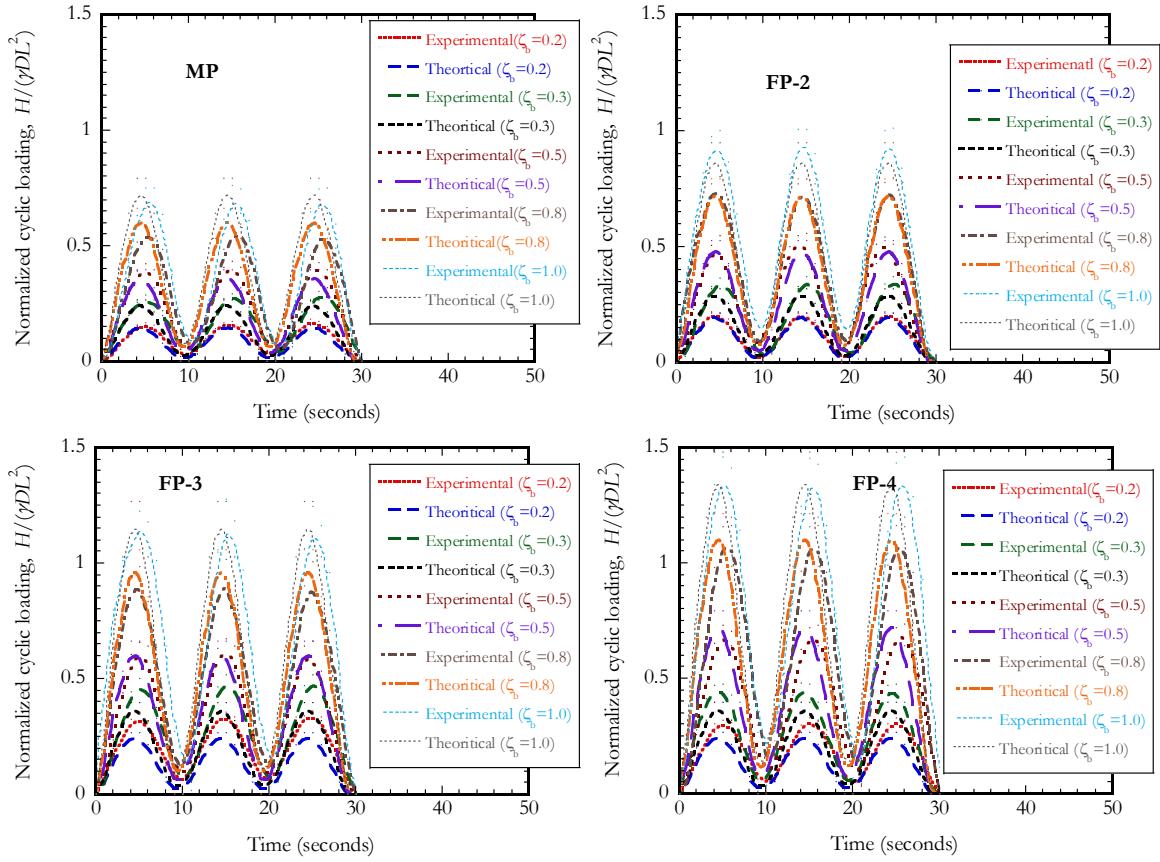 1.5
1
0.5
0
Normalized cyclic loading, H/(γDL²)
MP
Experimental(ζb=0.2)
Theortical (ζb=0.2)
Experimental (ζb=0.3)
Theoritical (ζb=0.3)
Experimental(ζb=0.5)
Theoritical(ζb=0.5)
Experimantal (ζb=0.8)
Theoritical(ζb=0.8)
Experimental(ζb=1.0)
Theoritical (ζb=1.0)
0 10 20 30 40 50
Time (seconds)
1.5
1
0.5
0
Normalized cyclic loading, H/(γDL²)
FP-2
Experimenatl (ζb=0.2)
Theoritical (ζb=0.2)
Experimental (ζb=0.3)
Theoritical (ζb=0.3)
Experimental (ζb=0.5)
Theoritical (ζb=0.5)
Experimental (ζb=0.8)
Theoritical (ζb=0.8)
Experimental (ζb=1.0)
Theoritical (ζb=1.0)
0 10 20 30 40 50
Time (seconds)
1.5
1
0.5
0
Normalized cyclic loading, H/(γDL²)
FP-3
Experimental (ζb=0.2)
Theoritical (ζb=0.2)
Experimental (ζb=0.3)
Theoritical (ζb=0.3)
Experimental (ζb=0.5)
Theoritical (ζb=0.5)
Experimental (ζb=0.8)
Theoritical (ζb=0.8)
Experimental (ζb=1.0)
Theoritical (ζb=1.0)
0 10 20 30 40 50
Time (seconds)
1.5
1
0.5
0
Normalized cyclic loading, H/(γDL²)
FP-4
Experimental(ζb=0.2)
Theoritical (ζb=0.2)
Experimental (ζb=0.3)
Theoritical (ζb=0.3)
Experimental (ζb=0.5)
Theoritical (ζb=0.5)
Experimental (ζb=0.8)
Theoritical (ζb=0.8)
Experimental (ζb=1.0)
Theoritical (ζb=1.0)
0 10 20 30 40 50
Time (seconds)